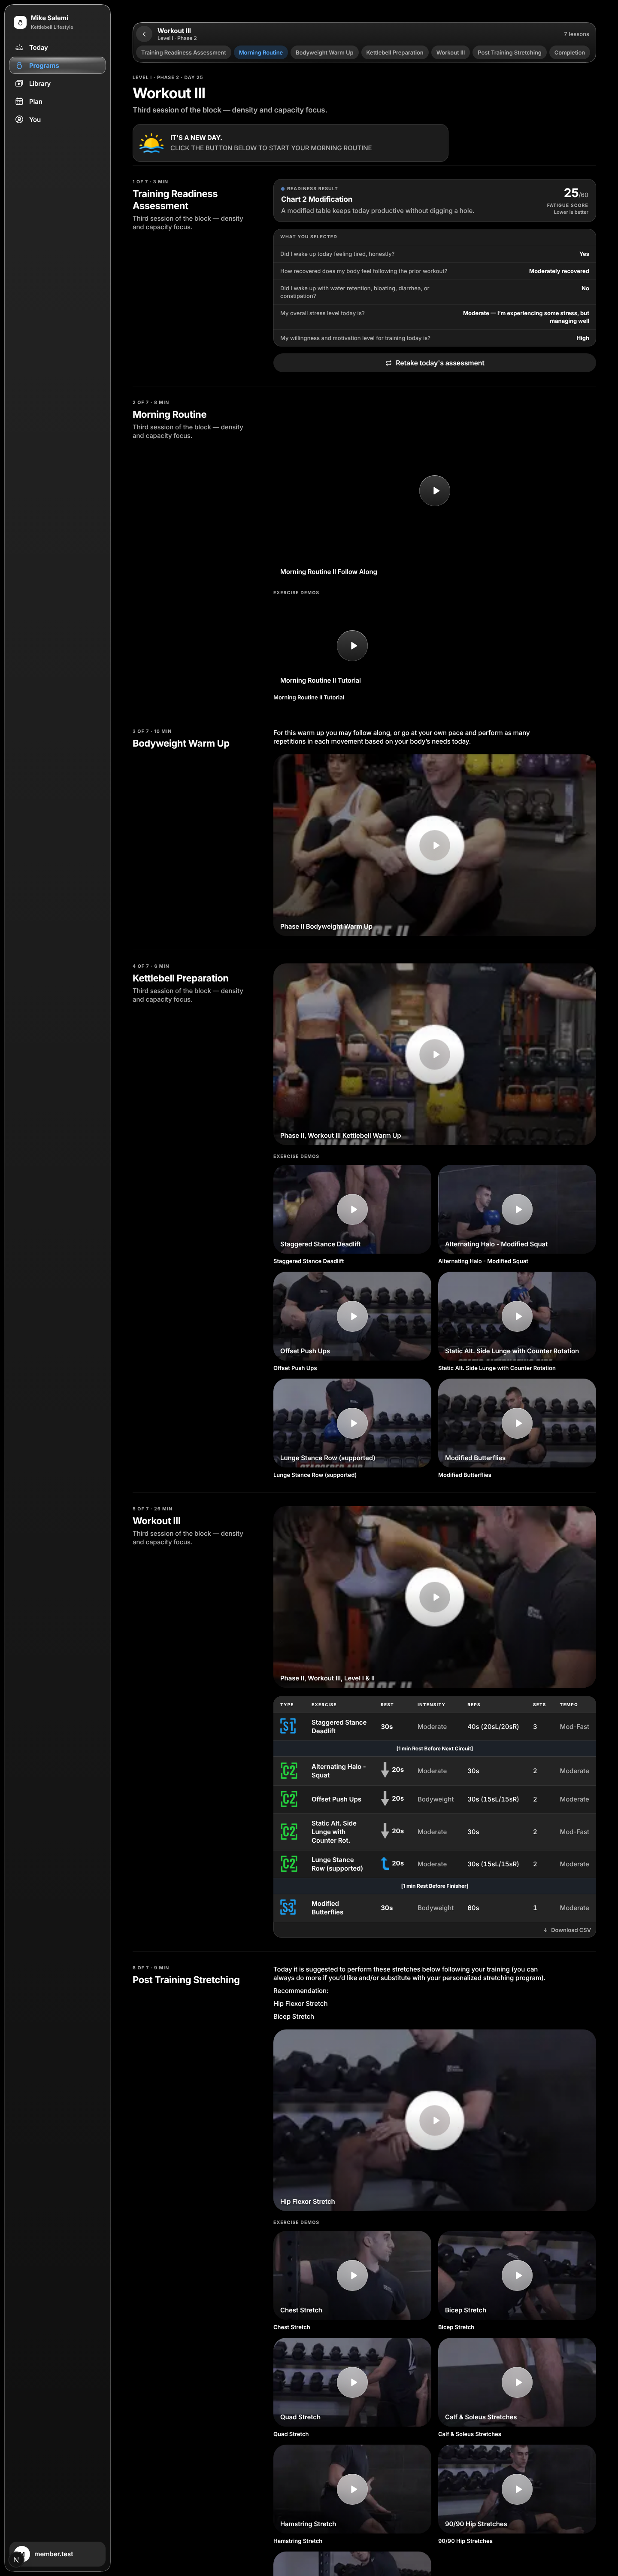 Mike Salemi
Kettlebell Lifestyle
Today
Programs
Library
Plan
You
Workout III
Level I · Phase 2
7 lessons
Training Readiness Assessment
Morning Routine
Bodyweight Warm Up
Kettlebell Preparation
Workout III
Post Training Stretching
Completion
LEVEL I · PHASE 2 · DAY 25
Workout III
Third session of the block — density and capacity focus.
IT'S A NEW DAY.
CLICK THE BUTTON BELOW TO START YOUR MORNING ROUTINE
1 OF 7 · 3 MIN
Training Readiness
Assessment
Third session of the block — density
and capacity focus.
READINESS RESULT
Chart 2 Modification
A modified table keeps today productive without digging a hole.
25/60
FATIGUE SCORE
Lower is better
WHAT YOU SELECTED
Did I wake up today feeling tired, honestly?
Yes
How recovered does my body feel following the prior workout?
Moderately recovered
Did I wake up with water retention, bloating, diarrhea, or
constipation?
No
My overall stress level today is?
Moderate — I'm experiencing some stress, but
managing well
My willingness and motivation level for training today is?
High
Retake today's assessment
2 OF 7 · 8 MIN
Morning Routine
Third session of the block — density
and capacity focus.
Morning Routine II Follow Along
EXERCISE DEMOS
Morning Routine II Tutorial
Morning Routine II Tutorial
3 OF 7 · 10 MIN
Bodyweight Warm Up
For this warm up you may follow along, or go at your own pace and perform as many
repetitions in each movement based on your body's needs today.
Phase II Bodyweight Warm Up
4 OF 7 · 6 MIN
Kettlebell Preparation
Third session of the block — density
and capacity focus.
Phase II, Workout III Kettlebell Warm Up
EXERCISE DEMOS
Staggered Stance Deadlift
Staggered Stance Deadlift
Alternating Halo - Modified Squat
Alternating Halo - Modified Squat
Offset Push Ups
Offset Push Ups
Static Alt. Side Lunge with Counter Rotation
Static Alt. Side Lunge with Counter Rotation
Lunge Stance Row (supported)
Lunge Stance Row (supported)
Modified Butterflies
Modified Butterflies
5 OF 7 · 26 MIN
Workout III
Third session of the block — density
and capacity focus.
Phase II, Workout III, Level I & II
TYPE EXERCISE REST INTENSITY REPS SETS TEMPO
S1 Staggered Stance Deadlift 30s Moderate 40s (20sL/20sR) 3 Mod-Fast
[1 min Rest Before Next Circuit]
C2 Alternating Halo - Squat 20s Moderate 30s 2 Moderate
C2 Offset Push Ups 20s Bodyweight 30s (15sL/15sR) 2 Moderate
C2 Static Alt. Side Lunge with Counter Rot. 20s Moderate 30s 2 Mod-Fast
C2 Lunge Stance Row (supported) 20s Moderate 30s (15sL/15sR) 2 Moderate
[1 min Rest Before Finisher]
S3 Modified Butterflies 30s Bodyweight 60s 1 Moderate
Download CSV
6 OF 7 · 9 MIN
Post Training Stretching
Today it is suggested to perform these stretches below following your training (you can
always do more if you'd like and/or substitute with your personalized stretching program).
Recommendation:
Hip Flexor Stretch
Bicep Stretch
Hip Flexor Stretch
EXERCISE DEMOS
Chest Stretch
Chest Stretch
Bicep Stretch
Bicep Stretch
Quad Stretch
Quad Stretch
Calf & Soleus Stretches
Calf & Soleus Stretches
Hamstring Stretch
Hamstring Stretch
90/90 Hip Stretches
90/90 Hip Stretches
N
member.test